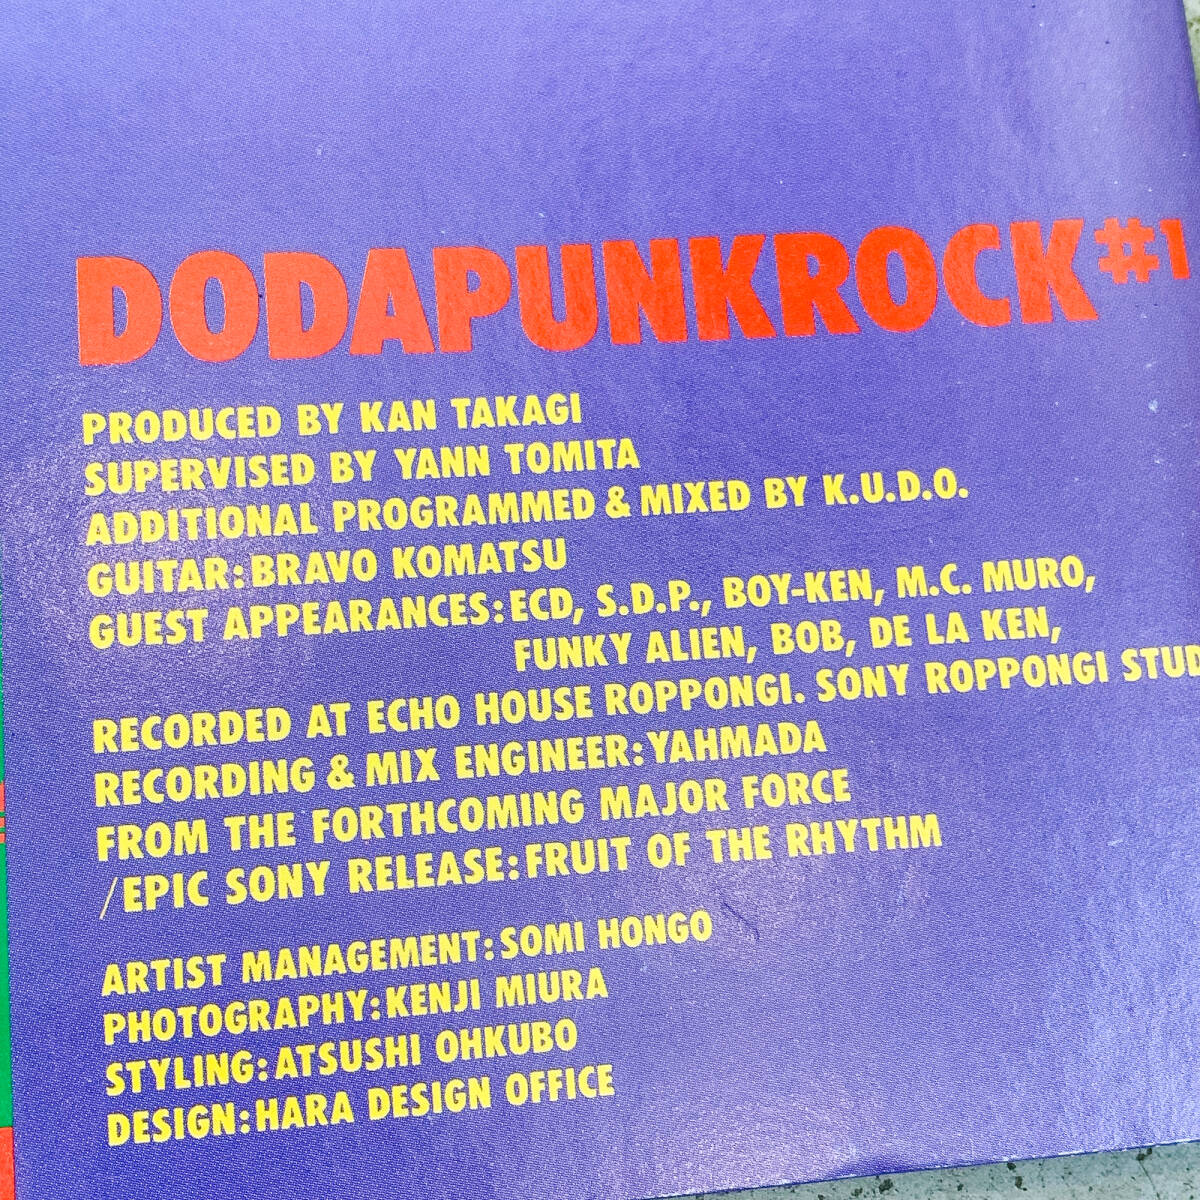 DODAPUNKROCK #1
PRODUCED BY KAN TAKAGI
SUPERVISED BY YANN TOMITA
ADDITIONAL PROGRAMMED & MIXED BY K.U.D.O.
GUITAR:BRAVO KOMATSU
GUEST APPEARANCES:ECD, S.D.P., BOY-KEN, M.C. MURO,
FUNKY ALIEN, BOB, DE LA KEN,
RECORDED AT ECHO HOUSE ROPPONGI. SONY ROPPONGI STUD
RECORDING & MIX ENGINEER:YAHMADA
FROM THE FORTHCOMING MAJOR FORCE
/EPIC SONY RELEASE:FRUIT OF THE RHYTHM
ARTIST MANAGEMENT:SOMI HONGO
PHOTOGRAPHY:KENJI MIURA
STYLING:ATSUSHI OHKUBO
DESIGN:HARA DESIGN OFFICE